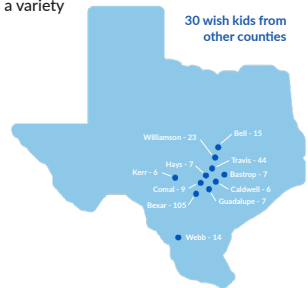 a variety
30 wish kids from
other counties
Williamson - 23
Bell - 15
Hays - 7
Travis - 44
Kerr - 6
Bastrop - 7
Comal - 9
Caldwell - 6
Bexar - 105
Guadalupe - 7
Webb - 14